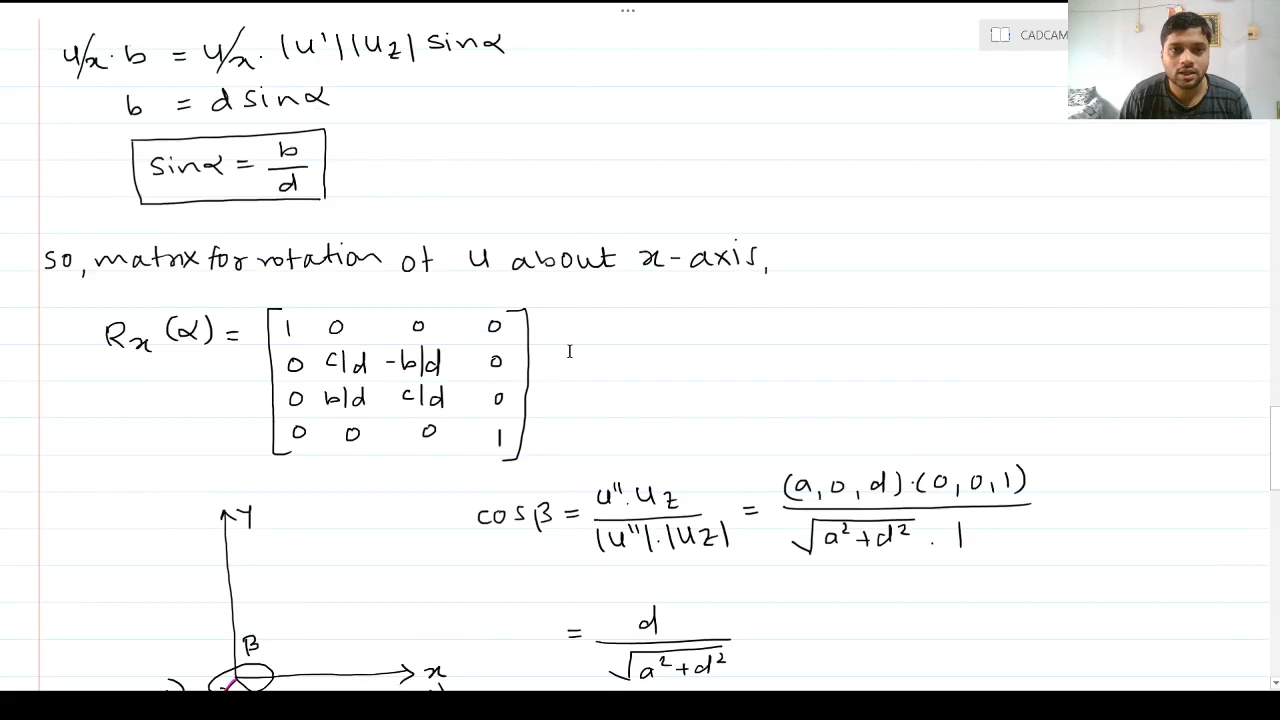 CADCAM
u/x · b = u/x · |u'||uz| sinα
b = d sinα
sinα = b/d
so, matrix for rotation of u about x-axis,
Rx(α) = [ 1 0 0 0
0 c/d -b/d 0
0 b/d c/d 0
0 0 0 1 ]
cosβ = u''·uz / |u''|·|uz| = (a,0,d)·(0,0,1) / √a²+d² · 1
Y
β
= d / √a²+d²
x